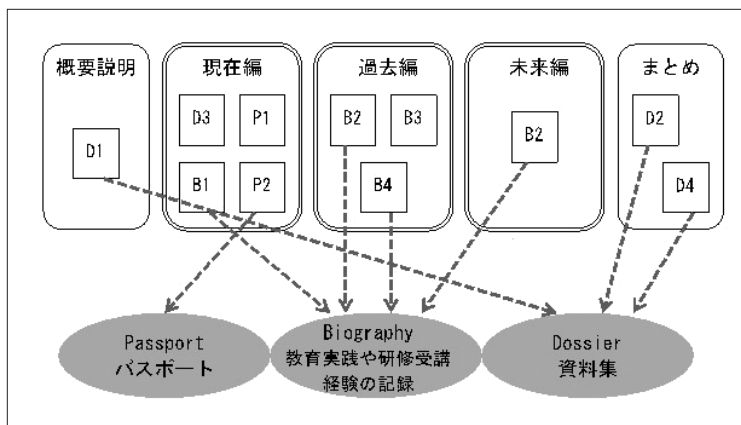 概要説明
現在編
過去編
未来編
まとめ
D1
D3
P1
B1
P2
B2
B3
B4
B2
D2
D4
Passport
パスポート
Biography
教育実践や研修受講
経験の記録
Dossier
資料集